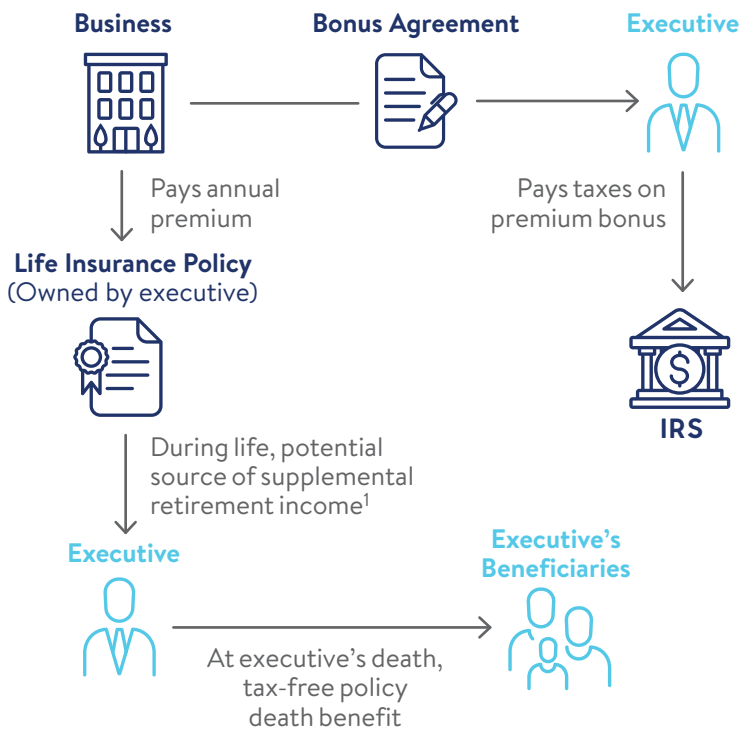 Business
Bonus Agreement
Executive
Pays annual
premium
Pays taxes on
premium bonus
Life Insurance Policy
(Owned by executive)
$
IRS
During life, potential
source of supplemental
retirement income¹
Executive
Executive’s
Beneficiaries
At executive’s death,
tax-free policy
death benefit